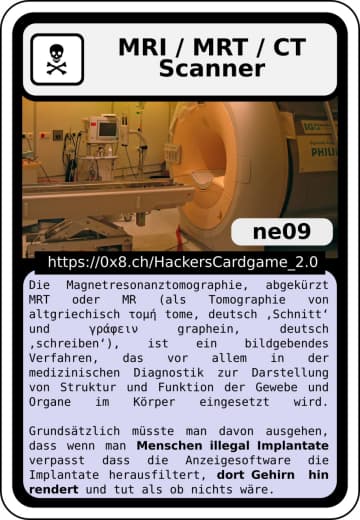 MRI / MRT / CT
Scanner
PHILI
ne09
https://0x8.ch/HackersCardgame_2.0
Die Magnetresonanztomographie, abgekürzt
MRT oder MR (als Tomographie von
altgriechisch τομή tome, deutsch ‚Schnitt‘
und γράφειν graphein, deutsch
‚schreiben‘), ist ein bildgebendes
Verfahren, das vor allem in der
medizinischen Diagnostik zur Darstellung
von Struktur und Funktion der Gewebe und
Organe im Körper eingesetzt wird.
Grundsätzlich müsste man davon ausgehen,
dass wenn man Menschen illegal Implantate
verpasst dass die Anzeigesoftware die
Implantate herausfiltert, dort Gehirn hin
rendert und tut als ob nichts wäre.